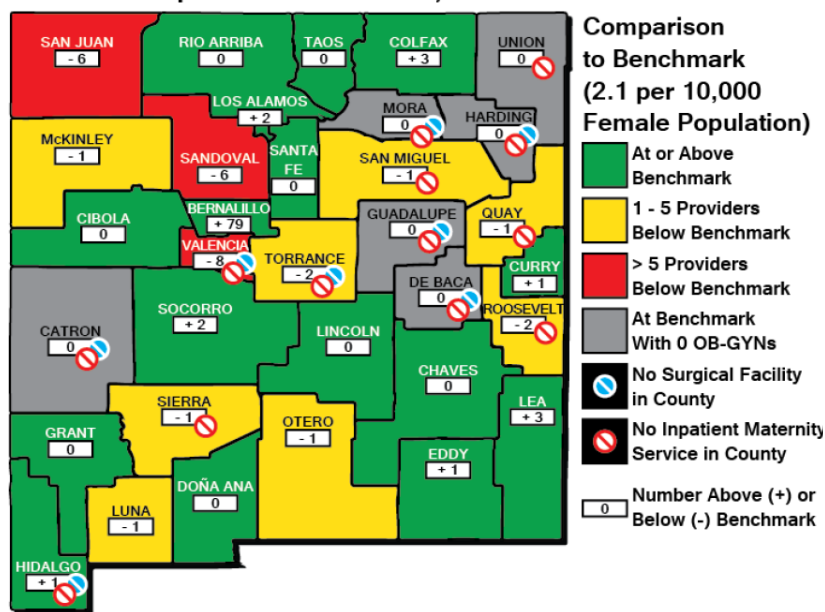 SAN JUAN
- 6
RIO ARRIBA
0
TAOS
0
COLFAX
+ 3
UNION
0
LOS ALAMOS
+ 2
MORA
0
HARDING
0
McKINLEY
- 1
SANDOVAL
- 6
SANTA
FE
0
SAN MIGUEL
- 1
CIBOLA
0
BERNALILLO
+ 79
GUADALUPE
0
QUAY
- 1
VALENCIA
- 8
TORRANCE
- 2
DE BACA
0
CURRY
+ 1
ROOSEVELT
- 2
CATRON
0
SOCORRO
+ 2
LINCOLN
0
CHAVES
0
LEA
+ 3
SIERRA
- 1
OTERO
- 1
GRANT
0
EDDY
+ 1
DOÑA ANA
0
LUNA
- 1
HIDALGO
+ 1
Comparison
to Benchmark
(2.1 per 10,000
Female Population)
At or Above
Benchmark
1 - 5 Providers
Below Benchmark
> 5 Providers
Below Benchmark
At Benchmark
With 0 OB-GYNs
No Surgical Facility
in County
No Inpatient Maternity
Service in County
0
Number Above (+) or
Below (-) Benchmark